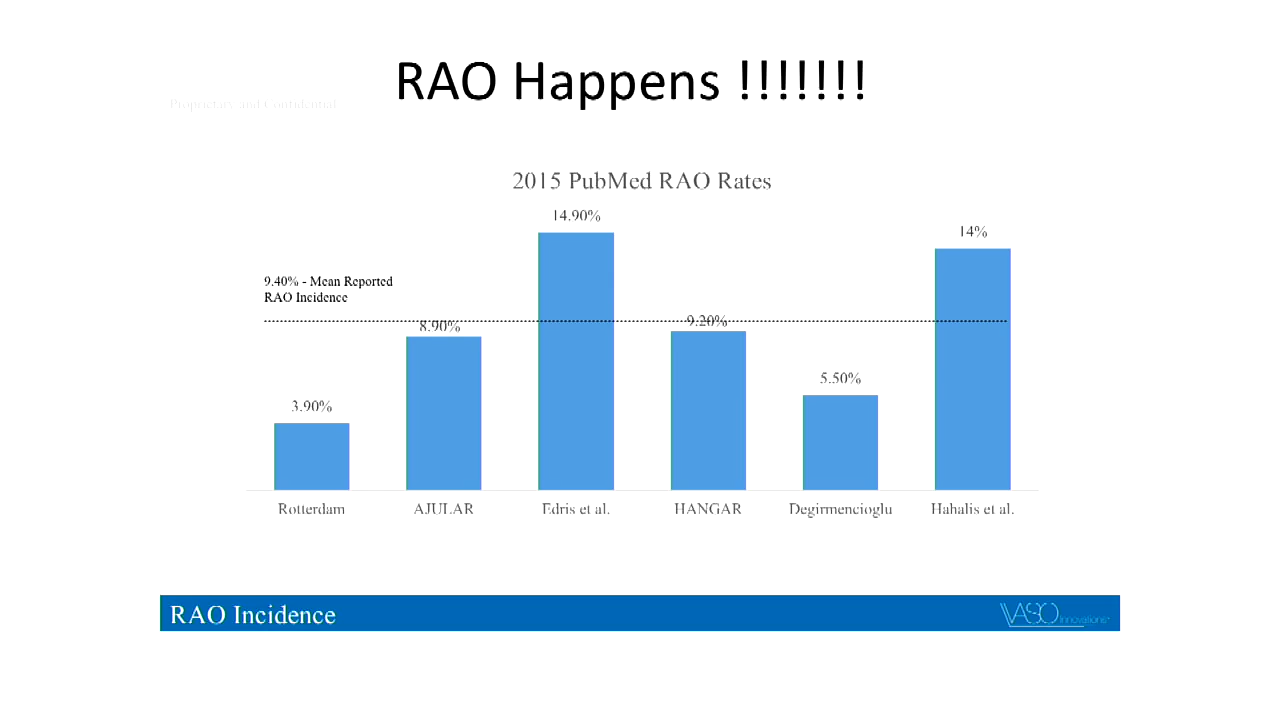 RAO Happens !!!!!!!
Proprietary and Confidential
2015 PubMed RAO Rates
14.90%
14%
9.40% - Mean Reported
RAO Incidence
8.90%
9.20%
5.50%
3.90%
Rotterdam AJULAR Edris et al. HANGAR Degirmencioglu Hahalis et al.
RAO Incidence
VASO innovations